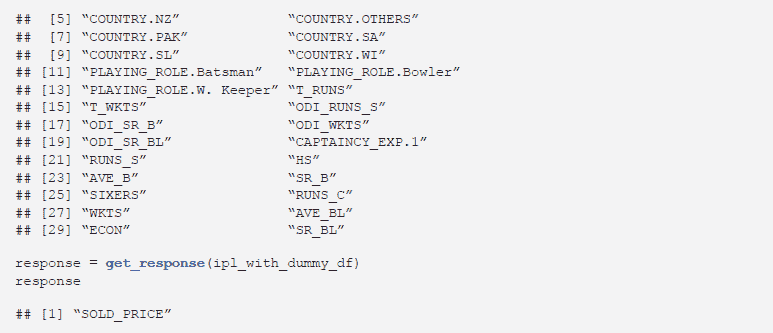 ## [5] “COUNTRY.NZ” “COUNTRY.OTHERS”
## [7] “COUNTRY.PAK” “COUNTRY.SA”
## [9] “COUNTRY.SL” “COUNTRY.WI”
## [11] “PLAYING_ROLE.Batsman” “PLAYING_ROLE.Bowler”
## [13] “PLAYING_ROLE.W. Keeper” “T_RUNS”
## [15] “T_WKTS” “ODI_RUNS_S”
## [17] “ODI_SR_B” “ODI_WKTS”
## [19] “ODI_SR_BL” “CAPTAINCY_EXP.1”
## [21] “RUNS_S” “HS”
## [23] “AVE_B” “SR_B”
## [25] “SIXERS” “RUNS_C”
## [27] “WKTS” “AVE_BL”
## [29] “ECON” “SR_BL”
response = get_response(ipl_with_dummy_df)
response
## [1] “SOLD_PRICE”